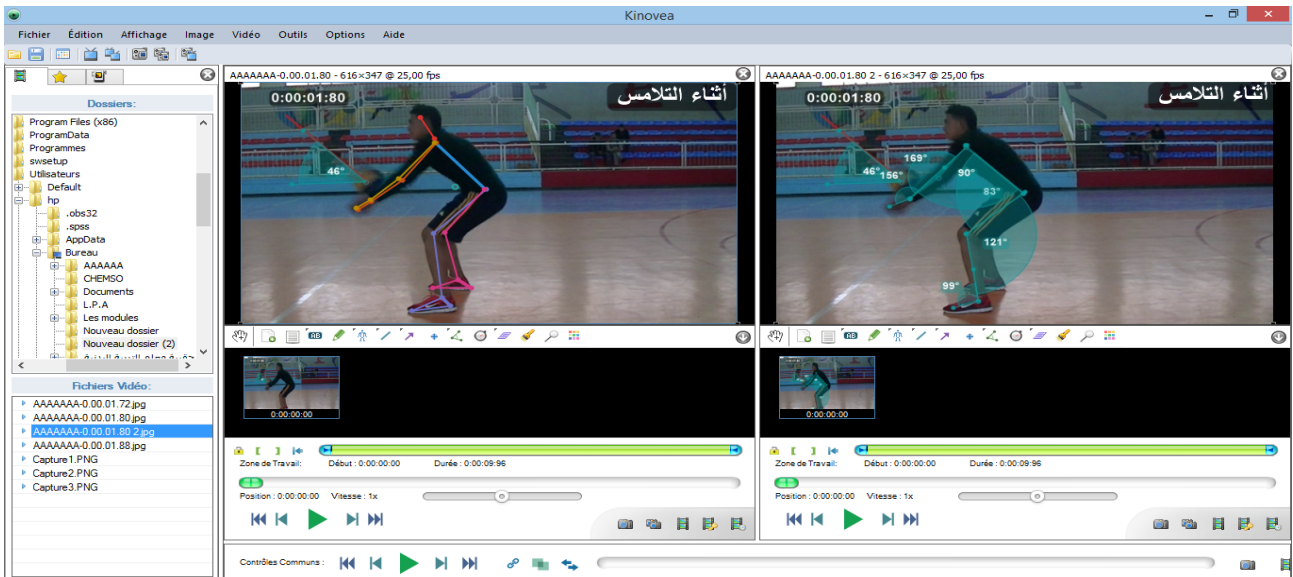 Kinovea
Fichier Édition Affichage Image Vidéo Outils Options Aide
Dossiers:
Program Files (x86)
ProgramData
Programmes
swsetup
Utilisateurs
Default
hp
.obs32
.spss
AppData
Bureau
AAAAAA
CHEMSO
Documents
L.P.A
Les modules
Nouveau dossier
Nouveau dossier (2)
Fichiers Vidéo:
AAAAAAA-0.00.01.72.jpg
AAAAAAA-0.00.01.80.jpg
AAAAAAA-0.00.01.80 2.jpg
AAAAAAA-0.00.01.88.jpg
Capture1.PNG
Capture2.PNG
Capture3.PNG
AAAAAAA-0.00.01.80 - 616×347 @ 25,00 fps
0:00:01:80
أثناء التلامس
46°
0:00:00:00
Zone de Travail: Début : 0:00:00:00 Durée : 0:00:09:96
Position : 0:00:00:00 Vitesse : 1x
AAAAAAA-0.00.01.80 2 - 616×347 @ 25,00 fps
0:00:01:80
أثناء التلامس
169°
46° 156° 90°
83°
121°
99°
0:00:00:00
Zone de Travail: Début : 0:00:00:00 Durée : 0:00:09:96
Position : 0:00:00:00 Vitesse : 1x
Contrôles Communs :